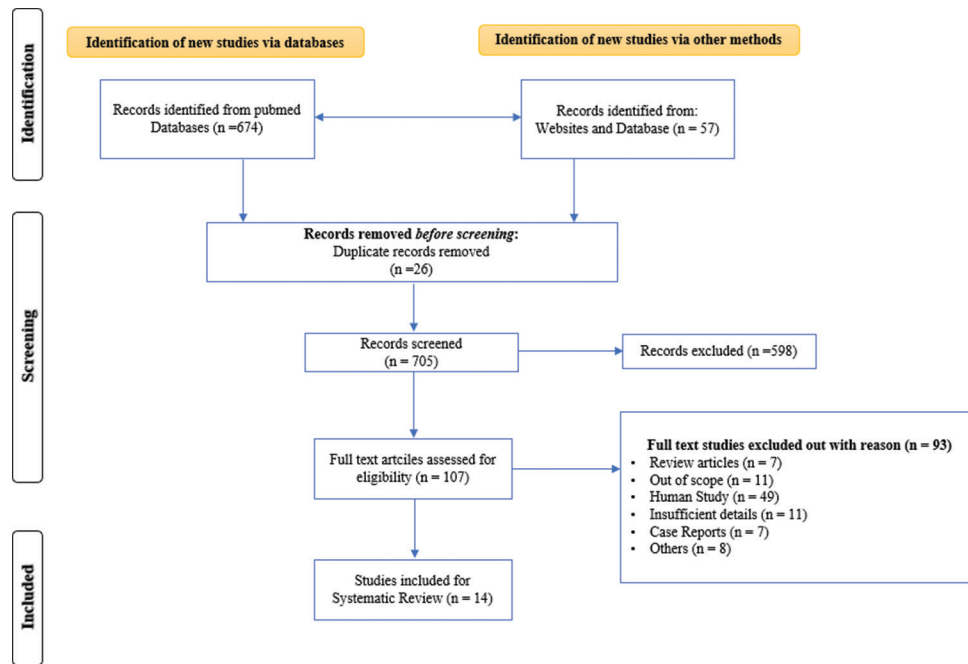 Identification of new studies via databases
Identification of new studies via other methods
Identification
Records identified from pubmed
Databases (n =674)
Records identified from:
Websites and Database (n = 57)
Screening
Records removed before screening:
Duplicate records removed
(n =26)
Records screened
(n = 705)
Records excluded (n =598)
Full text artciles assessed for
eligibility (n = 107)
Full text studies excluded out with reason (n = 93)
• Review articles (n = 7)
• Out of scope (n = 11)
• Human Study (n = 49)
• Insufficient details (n = 11)
• Case Reports (n = 7)
• Others (n = 8)
Included
Studies included for
Systematic Review (n = 14)